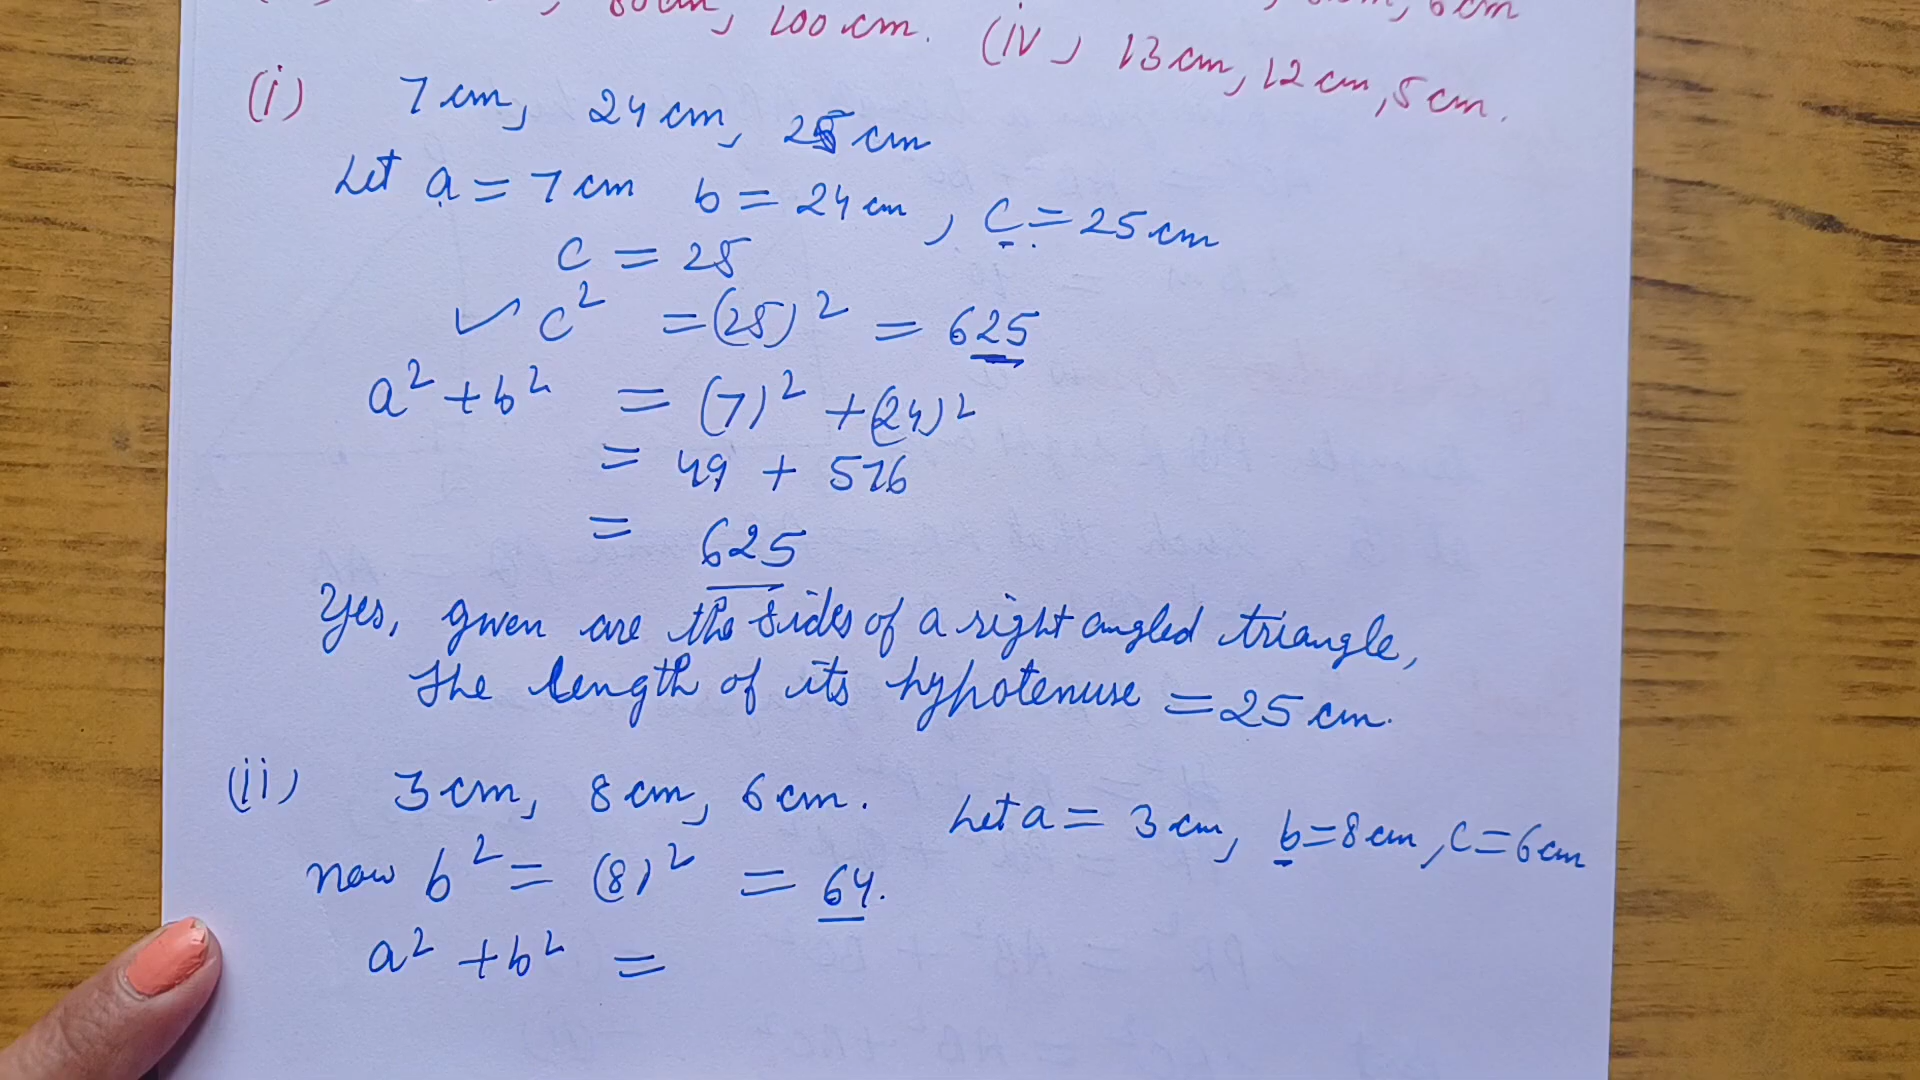 80cm, 100 cm. (iv) 13 cm, 12 cm, 5 cm.
(i) 7 cm, 24 cm, 25 cm
Let a = 7 cm b = 24 cm, c = 25 cm
c = 25
✓ c² = (25)² = 625
a² + b² = (7)² + (24)²
= 49 + 576
= 625
Yes, given are the sides of a right angled triangle,
The length of its hypotenuse = 25 cm.
(ii) 3 cm, 8 cm, 6 cm. Let a = 3 cm, b = 8 cm, c = 6 cm
Now b² = (8)² = 64.
a² + b² =